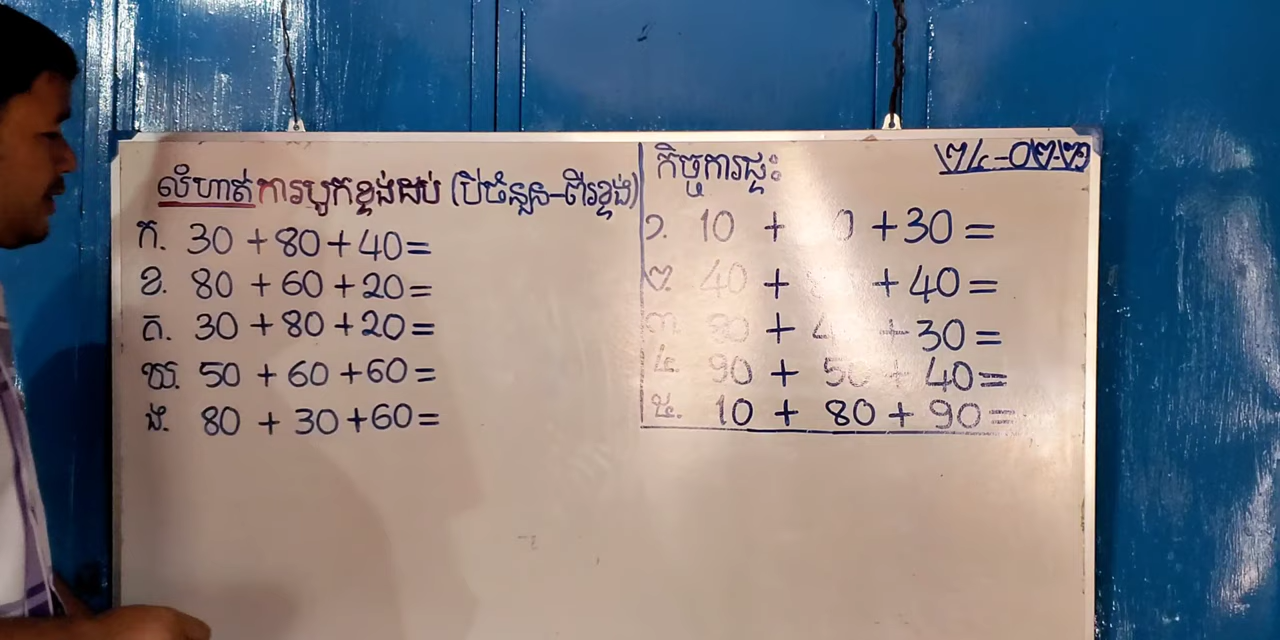 លំហាត់ការបូកខ្ទង់ដប់ (បីចំនួន-ពីរខ្ទង់)
ក. 30 + 80 + 40 =
ខ. 80 + 60 + 20 =
គ. 30 + 80 + 20 =
ឃ. 50 + 60 + 60 =
ង. 80 + 30 + 60 =
កិច្ចការផ្ទះ
១. 10 + + 30 =
២. 40 + + 40 =
៣. + + 30 =
៤. 90 + 50 + 40 =
៥. 10 + 80 + 90 =